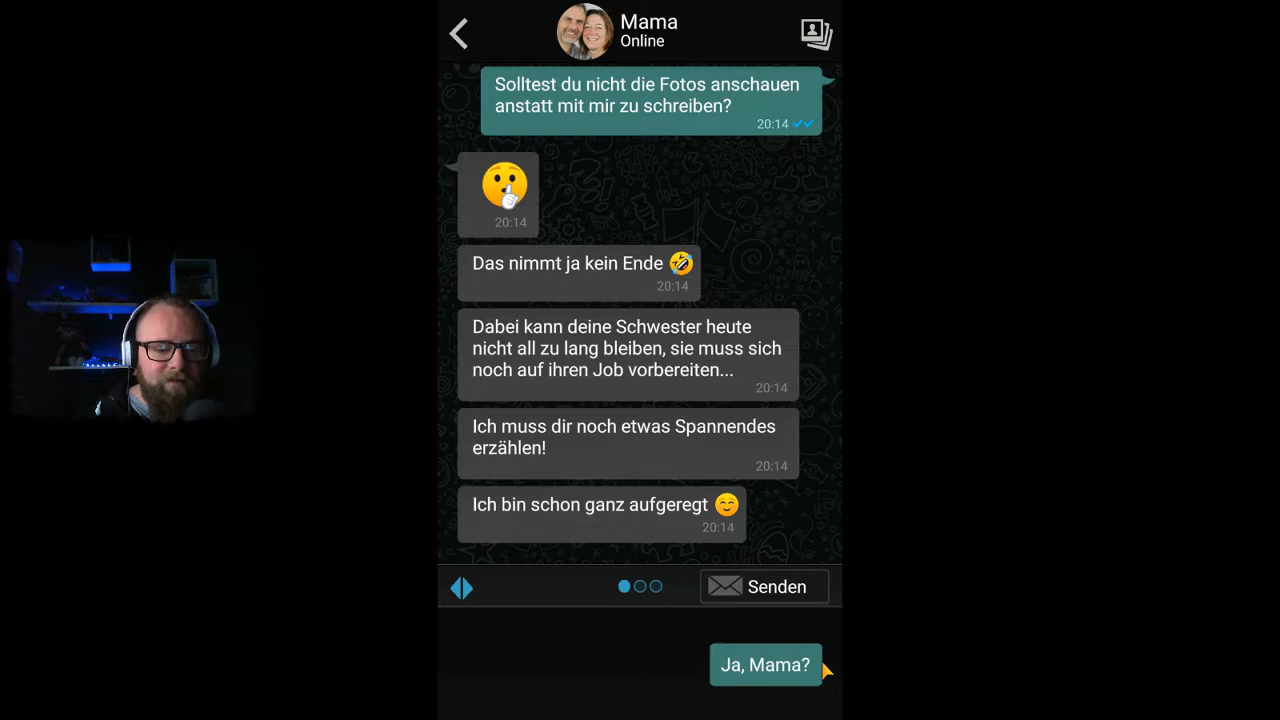 Mama
Online
Solltest du nicht die Fotos anschauen
anstatt mit mir zu schreiben?
20:14
20:14
Das nimmt ja kein Ende 🤣
20:14
Dabei kann deine Schwester heute
nicht all zu lang bleiben, sie muss sich
noch auf ihren Job vorbereiten...
20:14
Ich muss dir noch etwas Spannendes
erzählen!
20:14
Ich bin schon ganz aufgeregt 😊
20:14
Senden
Ja, Mama?